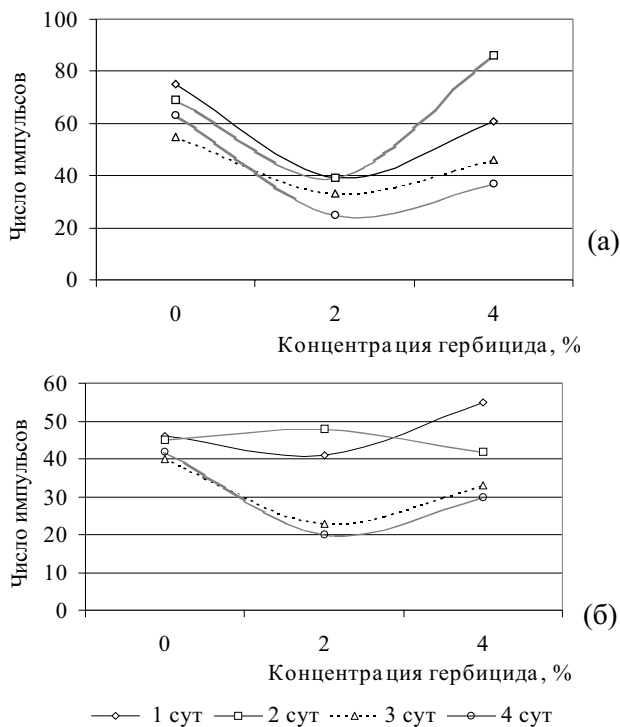 100
80
60
40
20
0
Число импульсов
0 2 4
Концентрация гербицида, %
(а)
60
50
40
30
20
10
0
Число импульсов
0 2 4
Концентрация гербицида, %
(б)
1 сут 2 сут 3 сут 4 сут